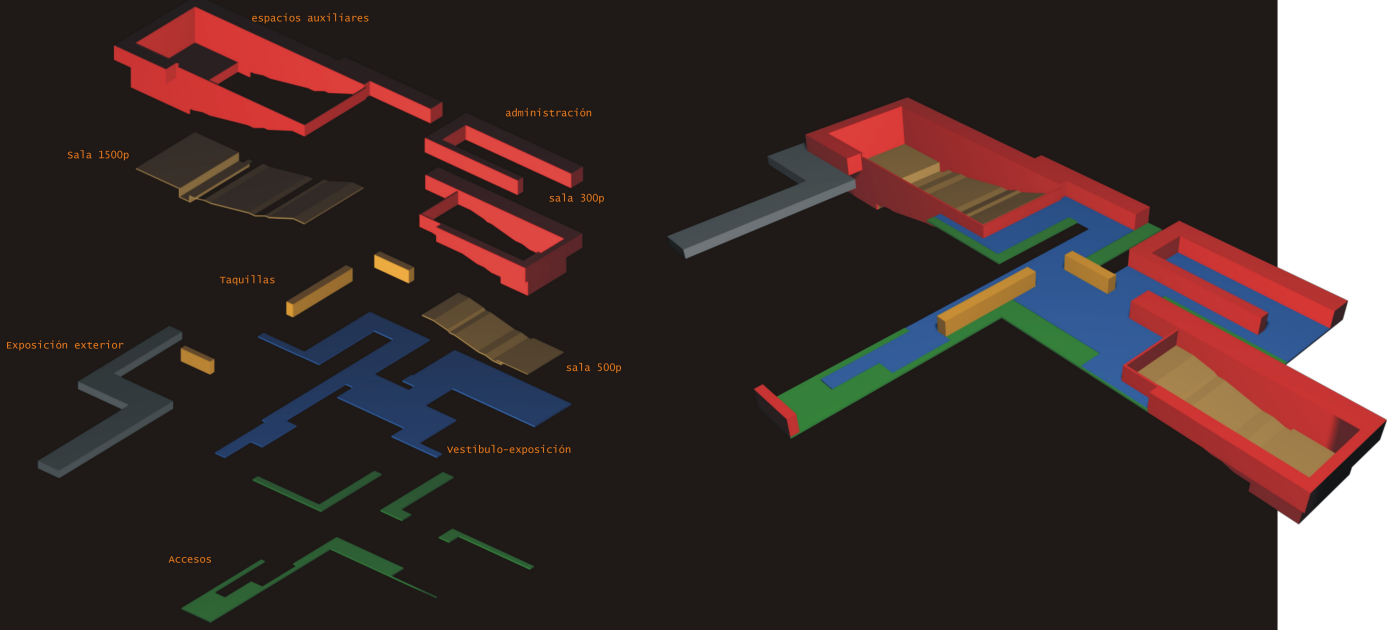 espacios auxiliares
administración
Sala 1500p
sala 300p
Taquillas
Exposición exterior
sala 500p
Vestibulo-exposición
Accesos